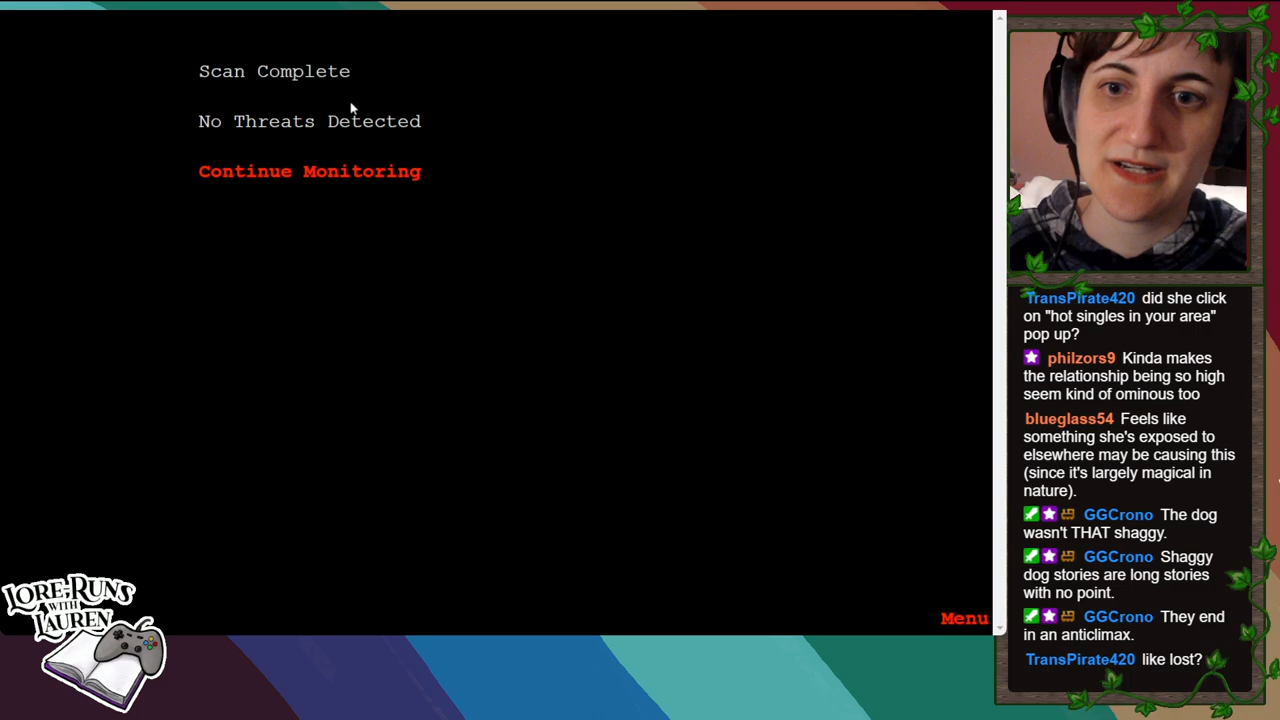 Scan Complete
No Threats Detected
Continue Monitoring
Menu
LORE-RUNS
WITH
LAUREN
TransPirate420 did she click
on "hot singles in your area"
pop up?
philzors9 Kinda makes
the relationship being so high
seem kind of ominous too
blueglass54 Feels like
something she's exposed to
elsewhere may be causing this
(since it's largely magical in
nature).
GGCrono The dog
wasn't THAT shaggy.
GGCrono Shaggy
dog stories are long stories
with no point.
GGCrono They end
in an anticlimax.
TransPirate420 like lost?